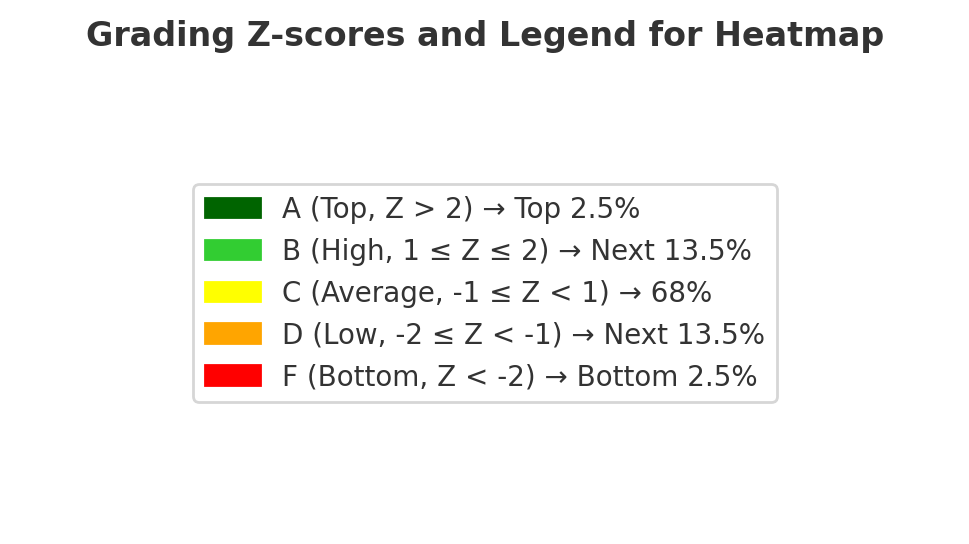 Grading Z-scores and Legend for Heatmap
A (Top, Z > 2) → Top 2.5%
B (High, 1 ≤ Z ≤ 2) → Next 13.5%
C (Average, -1 ≤ Z < 1) → 68%
D (Low, -2 ≤ Z < -1) → Next 13.5%
F (Bottom, Z < -2) → Bottom 2.5%